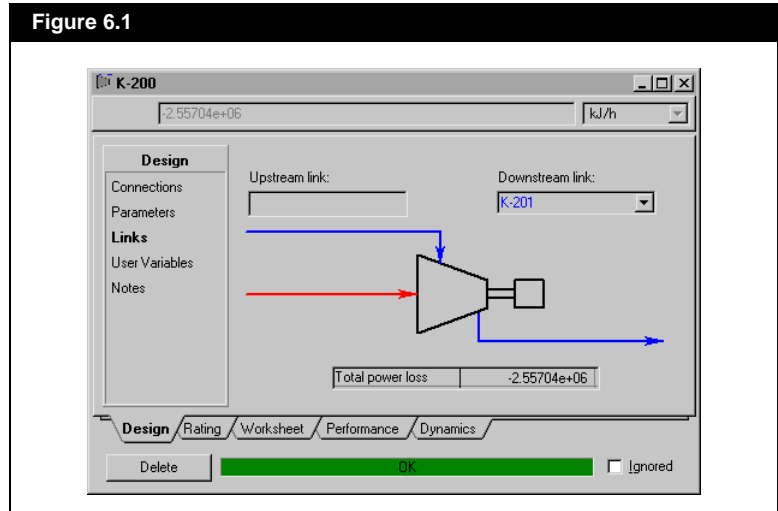 Figure 6.1
K-200
-2.55704e+06 kJ/h
Design
Connections
Parameters
Links
User Variables
Notes
Upstream link:
Downstream link:
K-201
Total power loss -2.55704e+06
Design Rating Worksheet Performance Dynamics
Delete OK Ignored